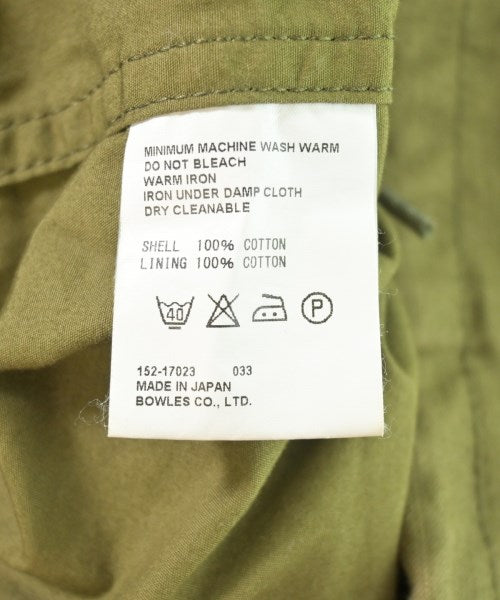 MINIMUM MACHINE WASH WARM
DO NOT BLEACH
WARM IRON
IRON UNDER DAMP CLOTH
DRY CLEANABLE
SHELL 100% COTTON
LINING 100% COTTON
40 P
152-17023 033
MADE IN JAPAN
BOWLES CO., LTD.